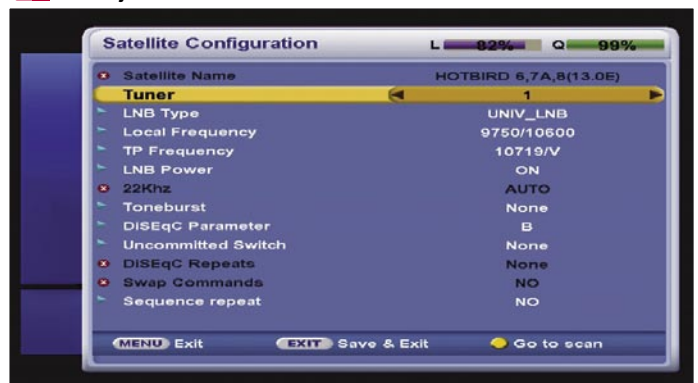 Satellite Configuration L 82% Q 99%
Satellite Name HOTBIRD 6,7A,8(13.0E)
Tuner 1
LNB Type UNIV_LNB
Local Frequency 9750/10600
TP Frequency 10719/V
LNB Power ON
22Khz AUTO
Toneburst None
DiSEqC Parameter B
Uncommitted Switch None
DiSEqC Repeats None
Swap Commands NO
Sequence repeat NO
MENU Exit EXIT Save & Exit Go to scan